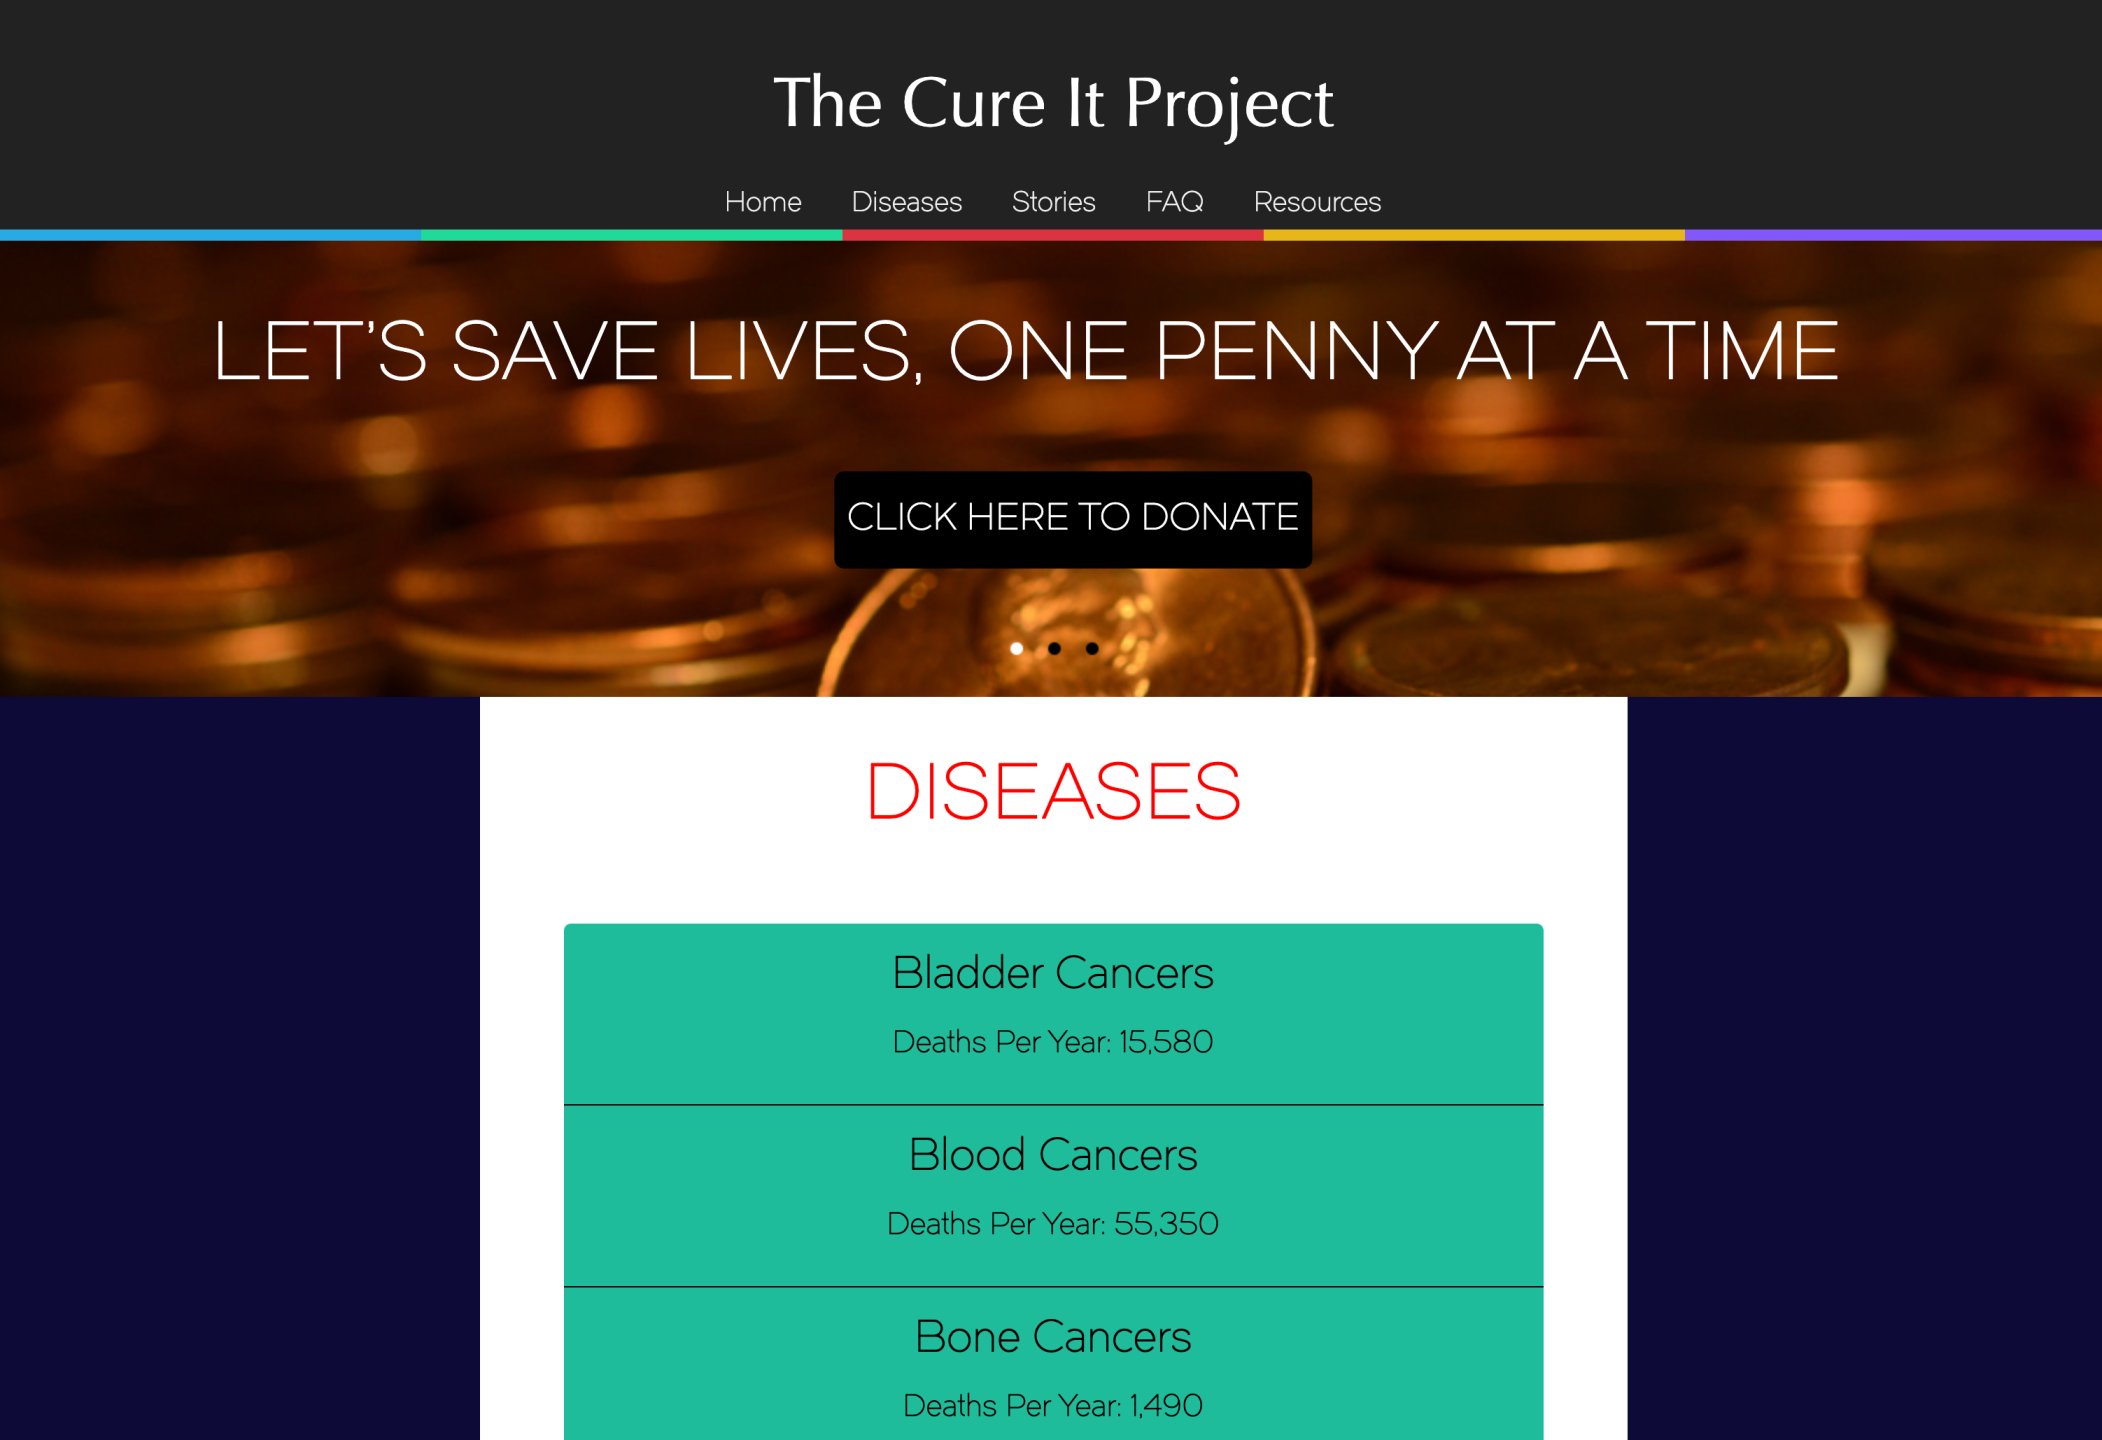 The Cure It Project
Home Diseases Stories FAQ Resources
LET'S SAVE LIVES, ONE PENNY AT A TIME
CLICK HERE TO DONATE
DISEASES
Bladder Cancers
Deaths Per Year: 15,580
Blood Cancers
Deaths Per Year: 55,350
Bone Cancers
Deaths Per Year: 1,490